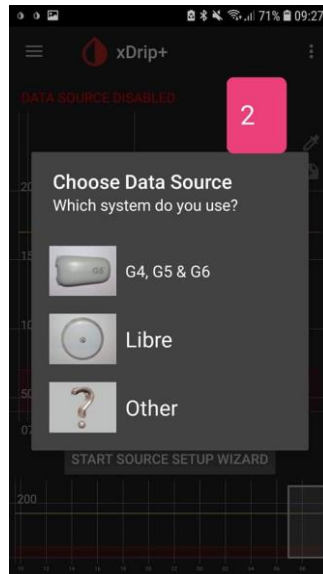 71% 09:27
xDrip+
DATA SOURCE DISABLED
2
Choose Data Source
Which system do you use?
G6
G4, G5 & G6
Libre
Other
START SOURCE SETUP WIZARD
200